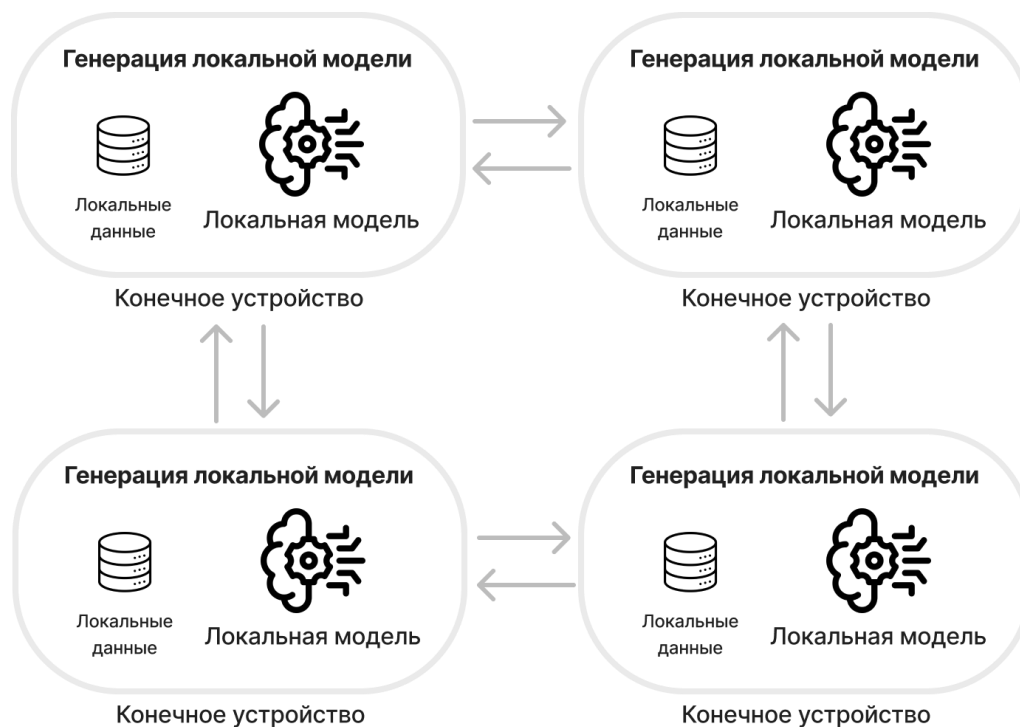 Генерация локальной модели
Локальные
данные
Локальная модель
Конечное устройство
Генерация локальной модели
Локальные
данные
Локальная модель
Конечное устройство
Генерация локальной модели
Локальные
данные
Локальная модель
Конечное устройство
Генерация локальной модели
Локальные
данные
Локальная модель
Конечное устройство